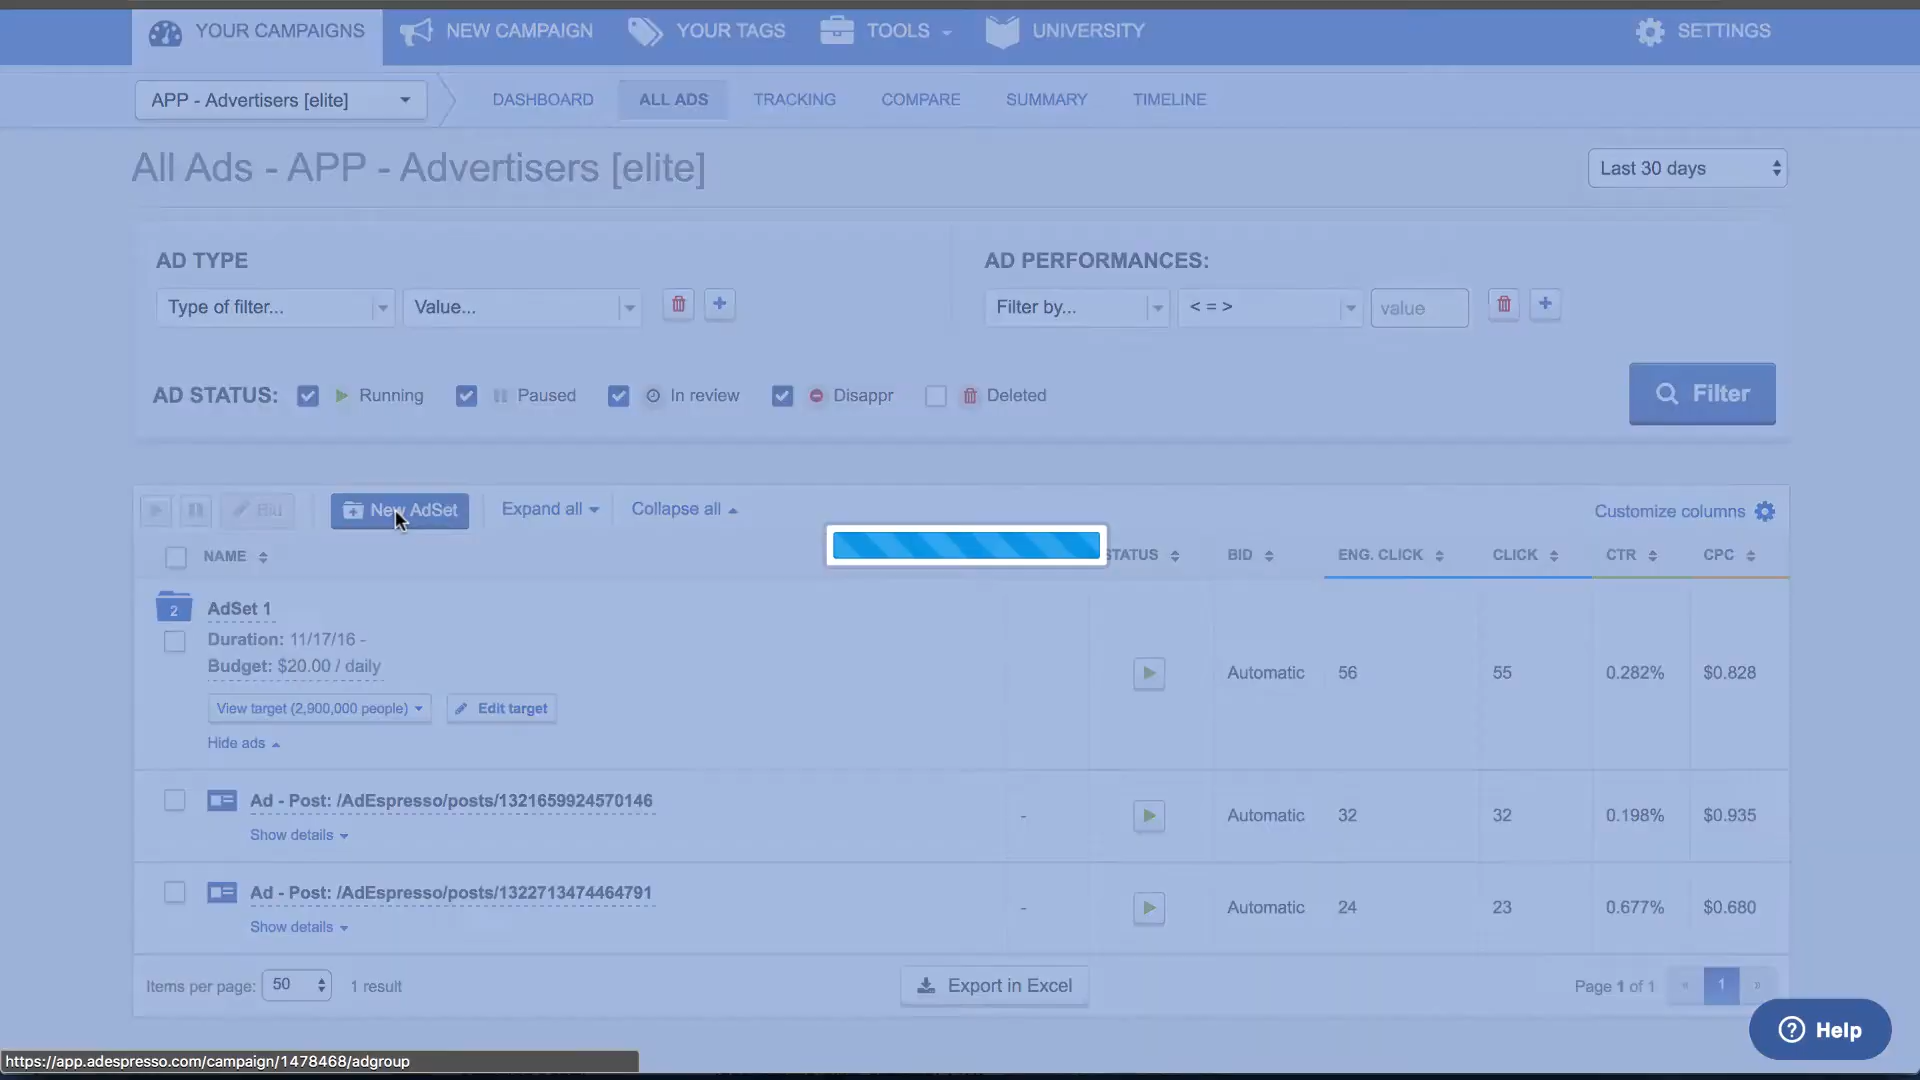 YOUR CAMPAIGNS NEW CAMPAIGN YOUR TAGS TOOLS UNIVERSITY SETTINGS
APP - Advertisers [elite] DASHBOARD ALL ADS TRACKING COMPARE SUMMARY TIMELINE
All Ads - APP - Advertisers [elite] Last 30 days
AD TYPE AD PERFORMANCES:
Type of filter... Value... Filter by... < = > value
AD STATUS: Running Paused In review Disappr Deleted Filter
Bid New AdSet Expand all Collapse all Customize columns
NAME STATUS BID ENG. CLICK CLICK CTR CPC
2 AdSet 1
Duration: 11/17/16 -
Budget: $20.00 / daily
Automatic 56 55 0.282% $0.828
View target (2,900,000 people) Edit target
Hide ads
Ad - Post: /AdEspresso/posts/1321659924570146
- Automatic 32 32 0.198% $0.935
Show details
Ad - Post: /AdEspresso/posts/1322713474464791
- Automatic 24 23 0.677% $0.680
Show details
Items per page: 50 1 result Export in Excel Page 1 of 1 « 1 »
Help
https://app.adespresso.com/campaign/1478468/adgroup